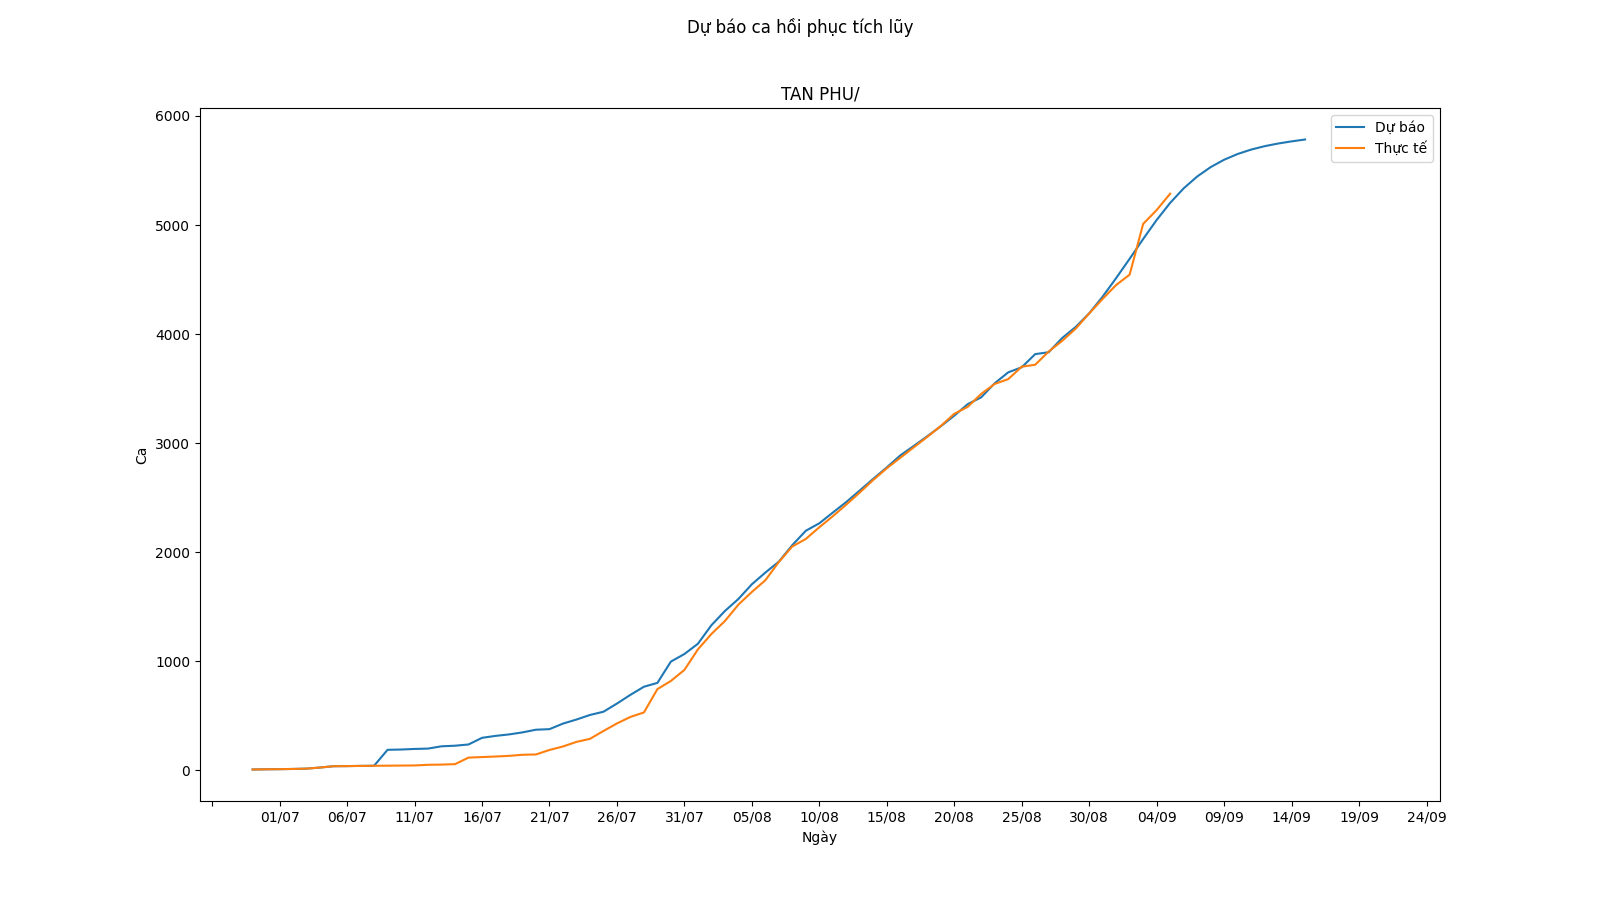 Dự báo ca hồi phục tích lũy
TAN PHU/
Dự báo
Thực tế
6000
5000
4000
3000
2000
1000
0
Ca
01/07 06/07 11/07 16/07 21/07 26/07 31/07 05/08 10/08 15/08 20/08 25/08 30/08 04/09 09/09 14/09 19/09 24/09
Ngày